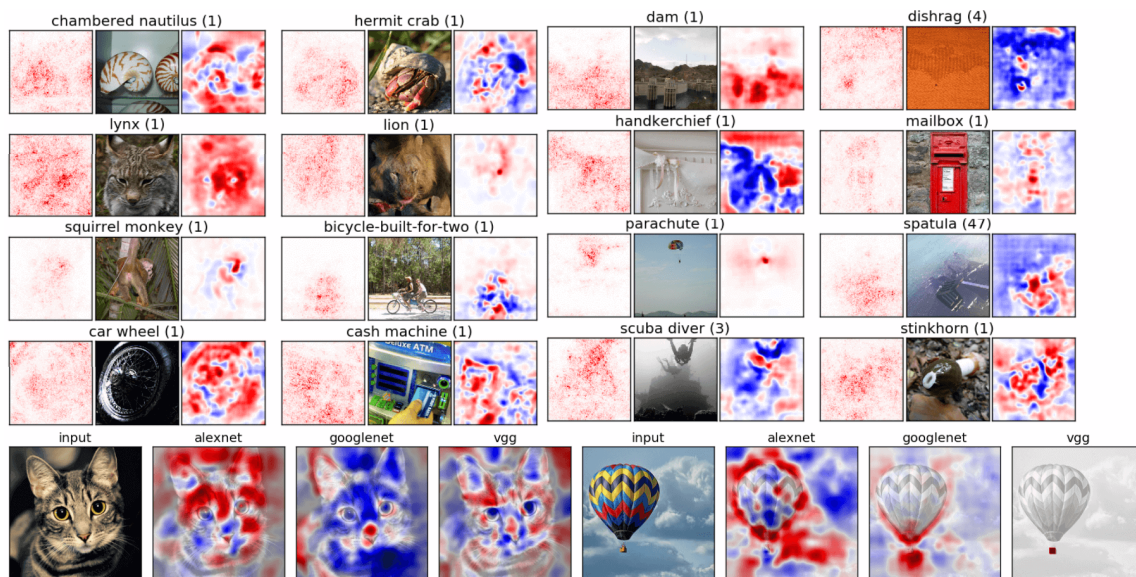 chambered nautilus (1) hermit crab (1) dam (1) dishrag (4)
lynx (1) lion (1) handkerchief (1) mailbox (1)
squirrel monkey (1) bicycle-built-for-two (1) parachute (1) spatula (47)
car wheel (1) cash machine (1) scuba diver (3) stinkhorn (1)
Deluxe ATM
input alexnet googlenet vgg input alexnet googlenet vgg